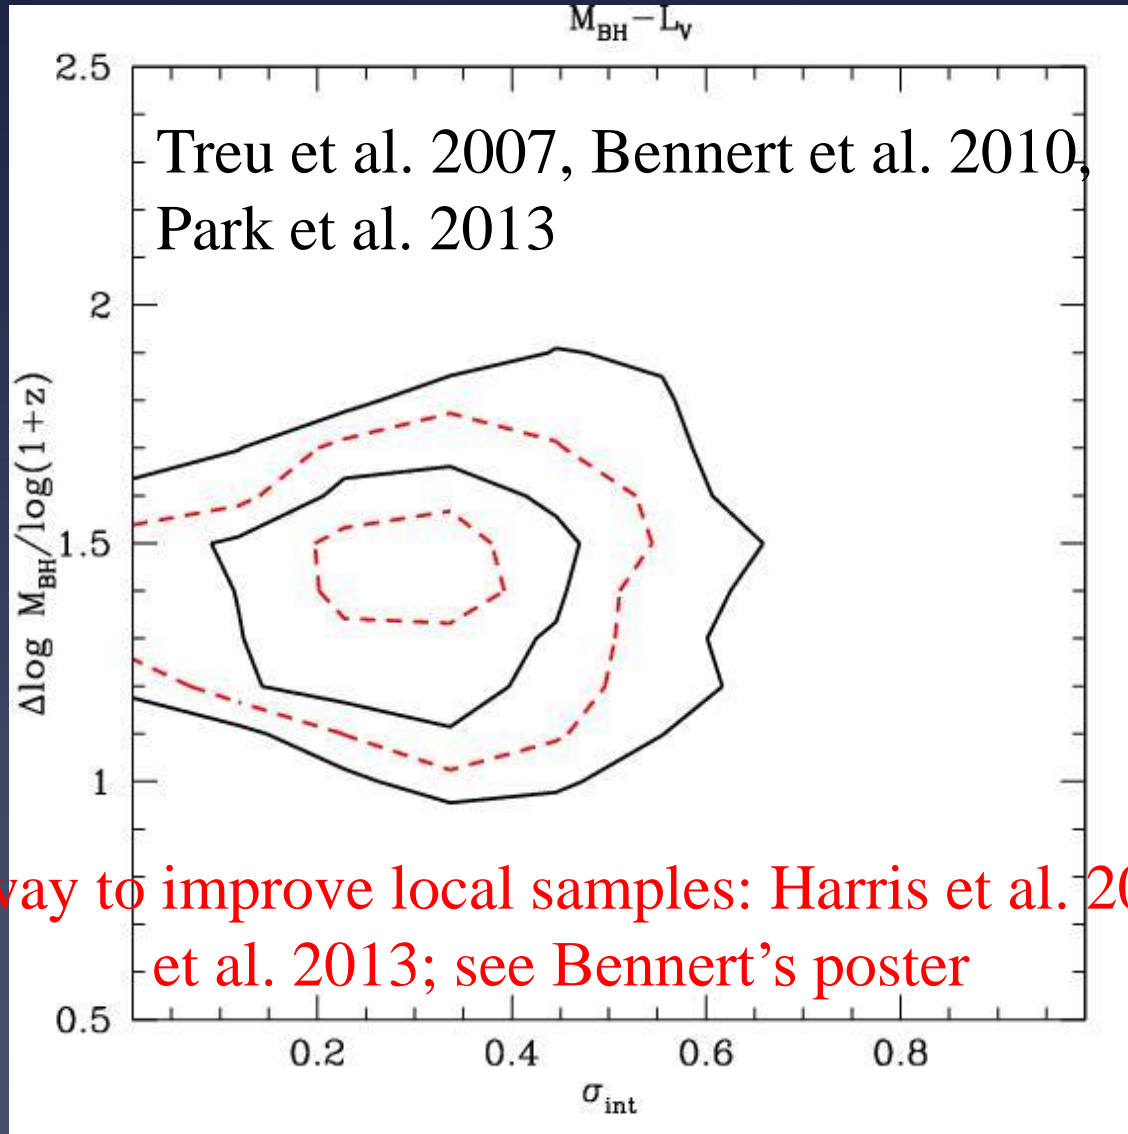 M_BH−L_V
2.5
Treu et al. 2007, Bennert et al. 2010,
Park et al. 2013
2
Δlog M_BH/log(1+z)
1.5
1
to improve local samples: Harris et al.
et al. 2013; see Bennert’s poster
0.5
0.2 0.4 0.6 0.8
σ_int